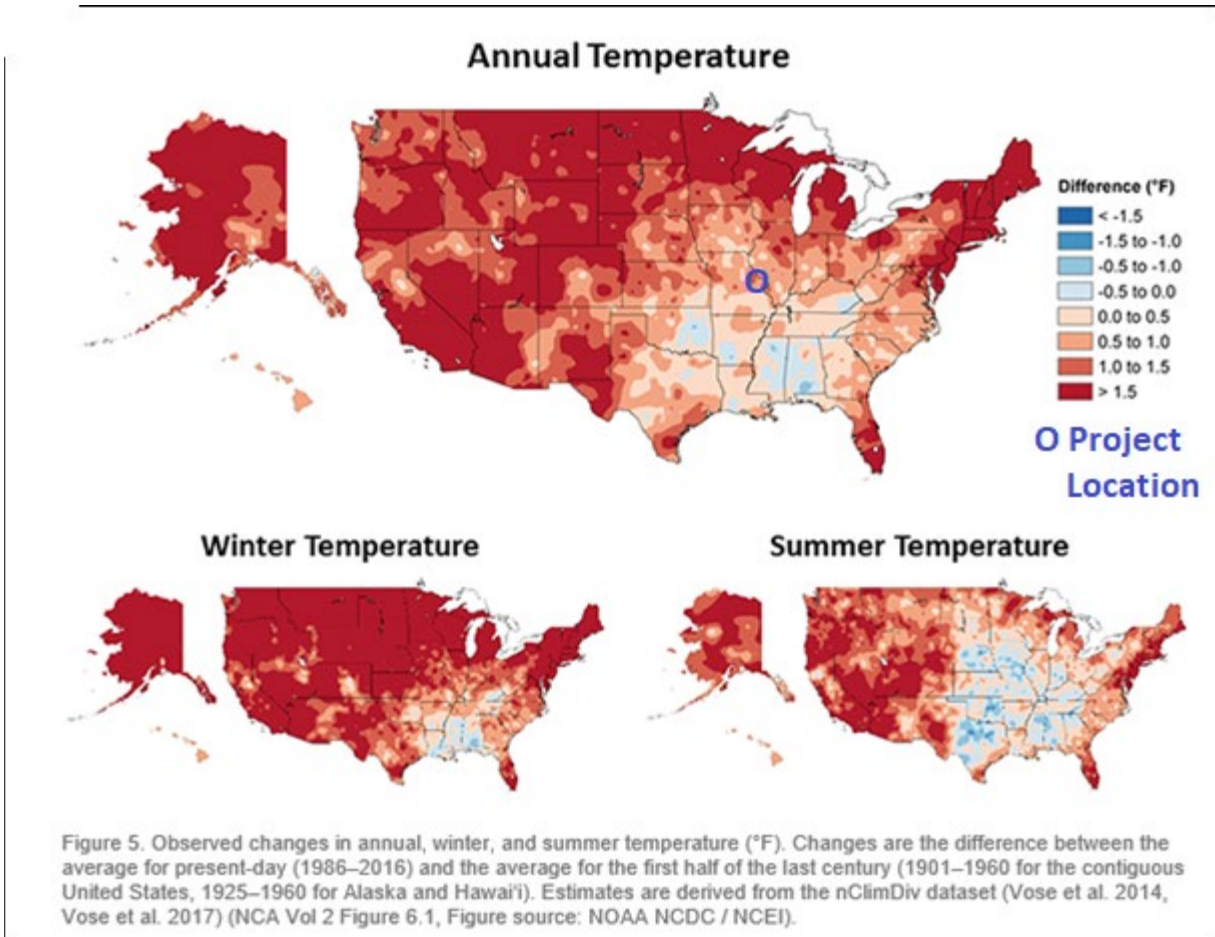 Annual Temperature
Difference (°F)
< -1.5
-1.5 to -1.0
-0.5 to -1.0
-0.5 to 0.0
0.0 to 0.5
0.5 to 1.0
1.0 to 1.5
> 1.5
O
O Project
Location
Winter Temperature
Summer Temperature
Figure 5. Observed changes in annual, winter, and summer temperature (°F). Changes are the difference between the
average for present-day (1986–2016) and the average for the first half of the last century (1901–1960 for the contiguous
United States, 1925–1960 for Alaska and Hawai'i). Estimates are derived from the nClimDiv dataset (Vose et al. 2014,
Vose et al. 2017) (NCA Vol 2 Figure 6.1, Figure source: NOAA NCDC / NCEI).